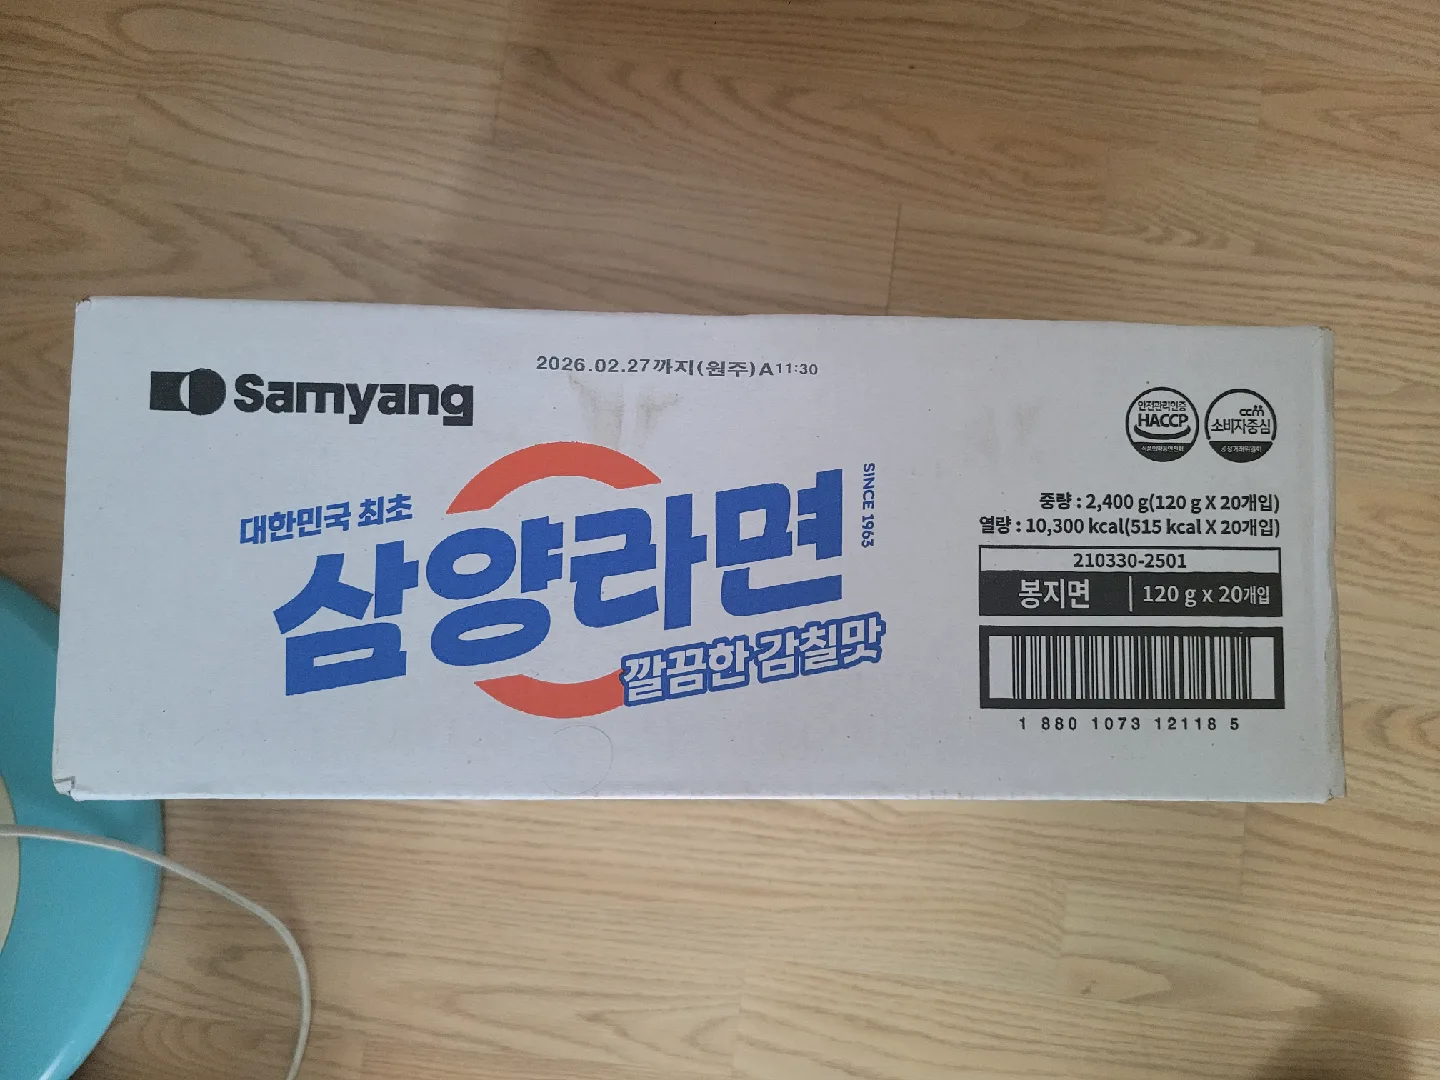 2026.02.27까지(원주)A11:30
Samyang
대한민국 최초
삼양라면
SINCE 1963
깔끔한 감칠맛
안전관리인증
HACCP
ccm
소비자중심
중량 : 2,400 g(120 g X 20개입)
열량 : 10,300 kcal(515 kcal X 20개입)
210330-2501
봉지면 | 120 g x 20개입
1 880 1073 12118 5